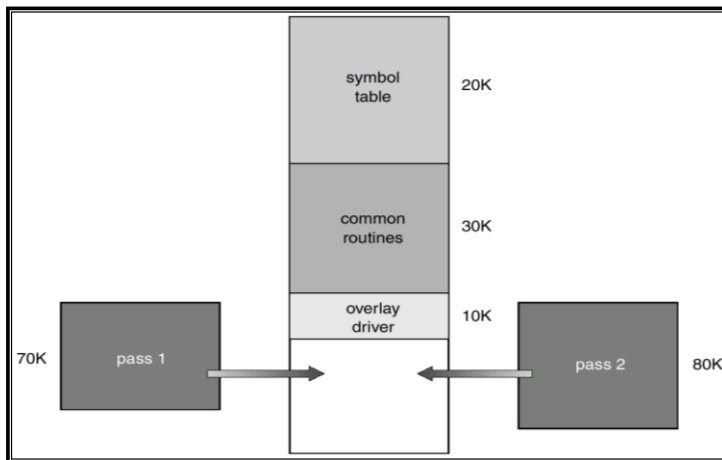 symbol
table
20K
common
routines
30K
overlay
driver
10K
pass 1
70K
pass 2
80K